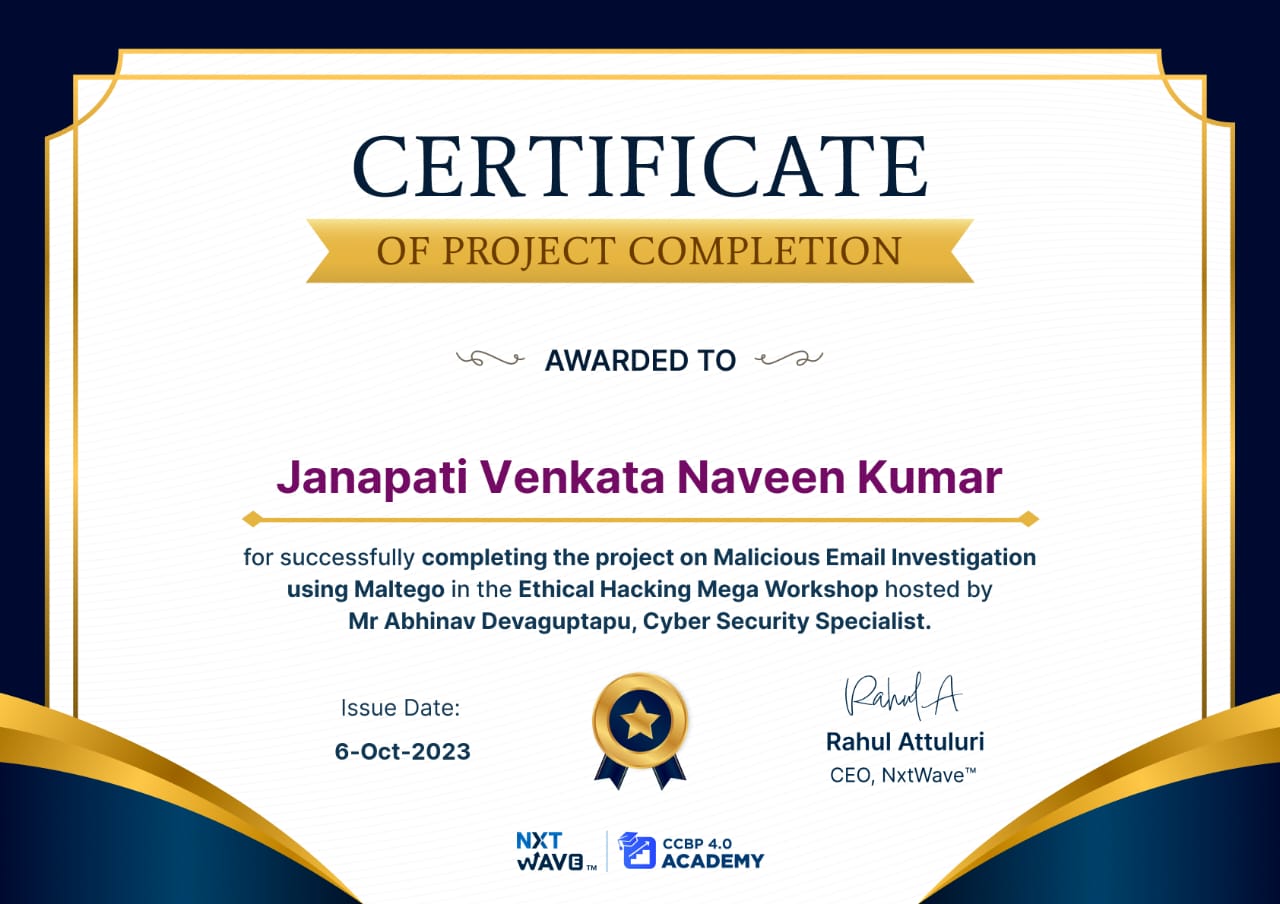 CERTIFICATE
OF PROJECT COMPLETION
AWARDED TO
Janapati Venkata Naveen Kumar
for successfully completing the project on Malicious Email Investigation
using Maltego in the Ethical Hacking Mega Workshop hosted by
Mr Abhinav Devaguptapu, Cyber Security Specialist.
Issue Date:
6-Oct-2023
Rahul A
Rahul Attuluri
CEO, NxtWave™
NXT
WAVE™
CCBP 4.0
ACADEMY